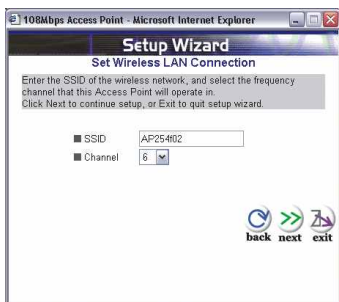 108Mbps Access Point - Microsoft Internet Explorer
Setup Wizard
Set Wireless LAN Connection
Enter the SSID of the wireless network, and select the frequency
channel that this Access Point will operate in.
Click Next to continue setup, or Exit to quit setup wizard.
SSID AP254f02
Channel 6
back next exit